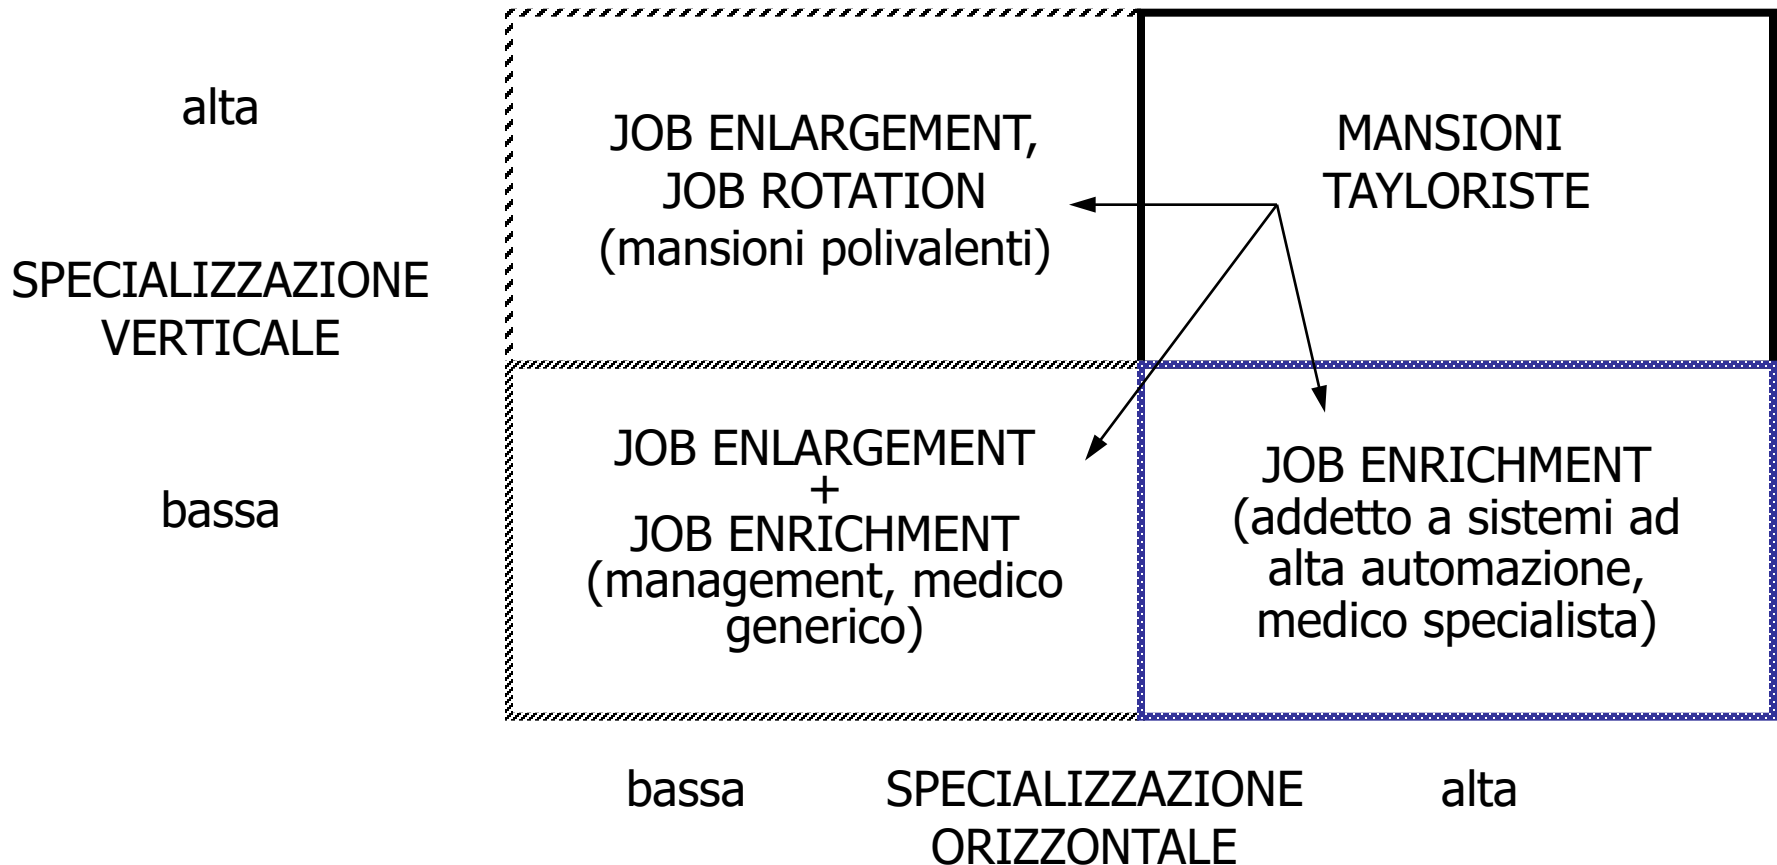 alta
SPECIALIZZAZIONE
VERTICALE
bassa
JOB ENLARGEMENT,
JOB ROTATION
(mansioni polivalenti)
MANSIONI
TAYLORISTE
JOB ENLARGEMENT
+
JOB ENRICHMENT
(management, medico
generico)
JOB ENRICHMENT
(addetto a sistemi ad
alta automazione,
medico specialista)
bassa
SPECIALIZZAZIONE
ORIZZONTALE
alta